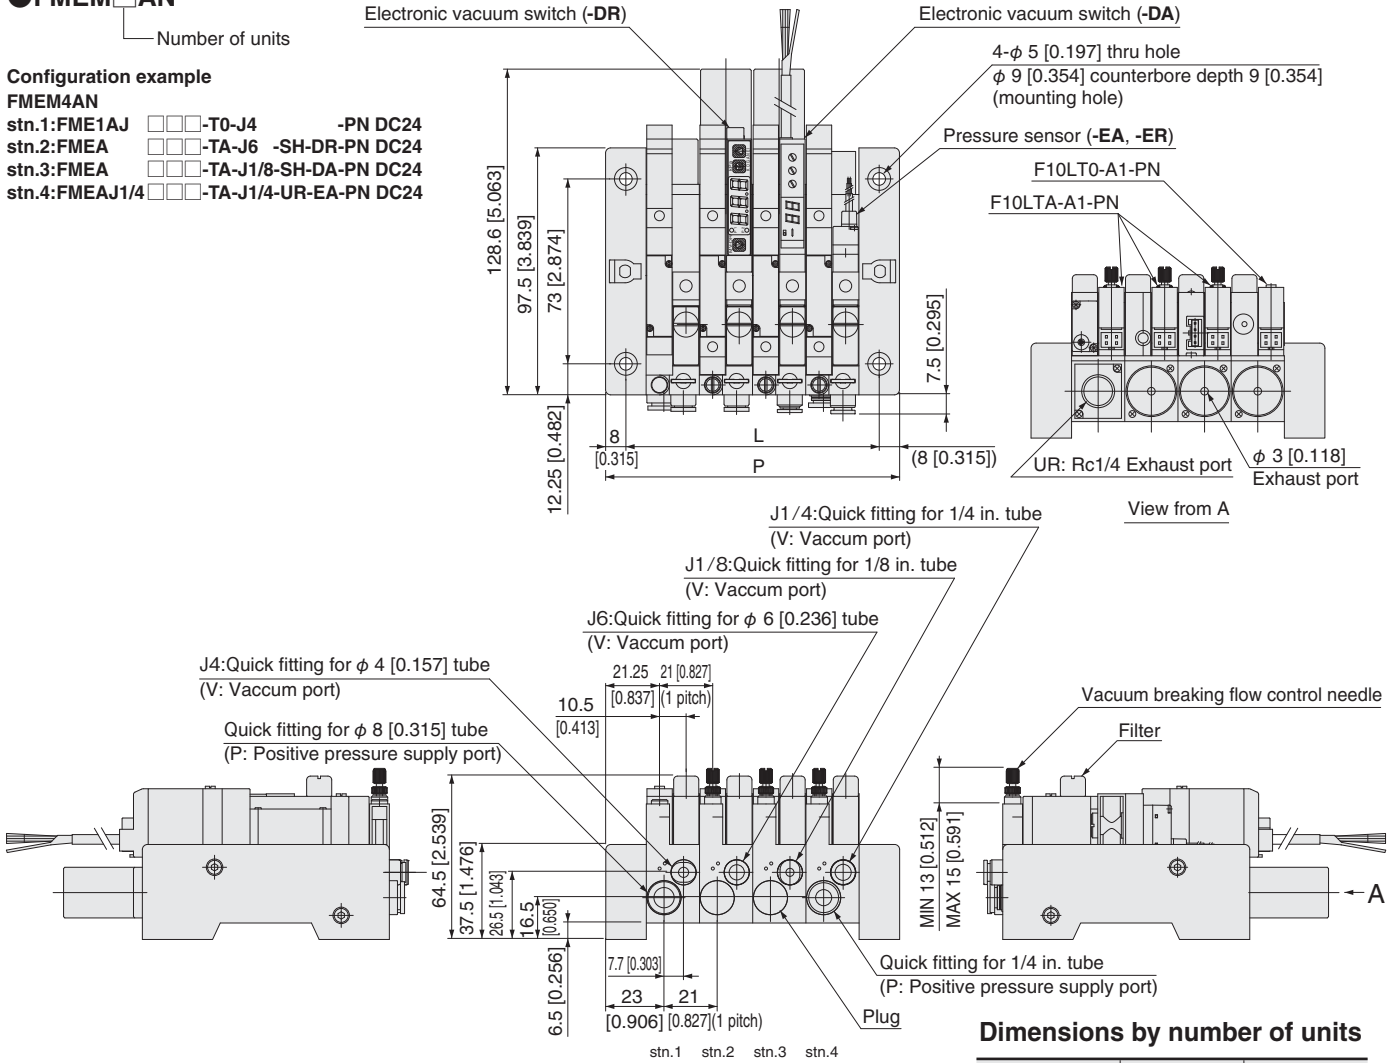 ●FMEM□AN
Number of units
Configuration example
FMEM4AN
stn.1:FME1AJ □□□-T0-J4 -PN DC24
stn.2:FMEA □□□-TA-J6 -SH-DR-PN DC24
stn.3:FMEA □□□-TA-J1/8-SH-DA-PN DC24
stn.4:FMEAJ1/4□□□-TA-J1/4-UR-EA-PN DC24
Electronic vacuum switch (-DR)
Electronic vacuum switch (-DA)
4-φ 5 [0.197] thru hole
φ 9 [0.354] counterbore depth 9 [0.354]
(mounting hole)
Pressure sensor (-EA, -ER)
F10LT0-A1-PN
F10LTA-A1-PN
128.6 [5.063]
97.5 [3.839]
73 [2.874]
7.5 [0.295]
12.25 [0.482]
8
[0.315]
L
P
(8 [0.315])
UR: Rc1/4 Exhaust port
φ 3 [0.118]
Exhaust port
View from A
J1/4:Quick fitting for 1/4 in. tube
(V: Vaccum port)
J1/8:Quick fitting for 1/8 in. tube
(V: Vaccum port)
J6:Quick fitting for φ 6 [0.236] tube
(V: Vaccum port)
J4:Quick fitting for φ 4 [0.157] tube
(V: Vaccum port)
Quick fitting for φ 8 [0.315] tube
(P: Positive pressure supply port)
21.25
[0.837]
21 [0.827]
(1 pitch)
10.5
[0.413]
Vacuum breaking flow control needle
Filter
64.5 [2.539]
37.5 [1.476]
26.5 [1.043]
16.5
[0.650]
6.5 [0.256]
MIN 13 [0.512]
MAX 15 [0.591]
A
7.7 [0.303]
23
[0.906]
21
[0.827](1 pitch)
Quick fitting for 1/4 in. tube
(P: Positive pressure supply port)
Plug
stn.1 stn.2 stn.3 stn.4
Dimensions by number of units